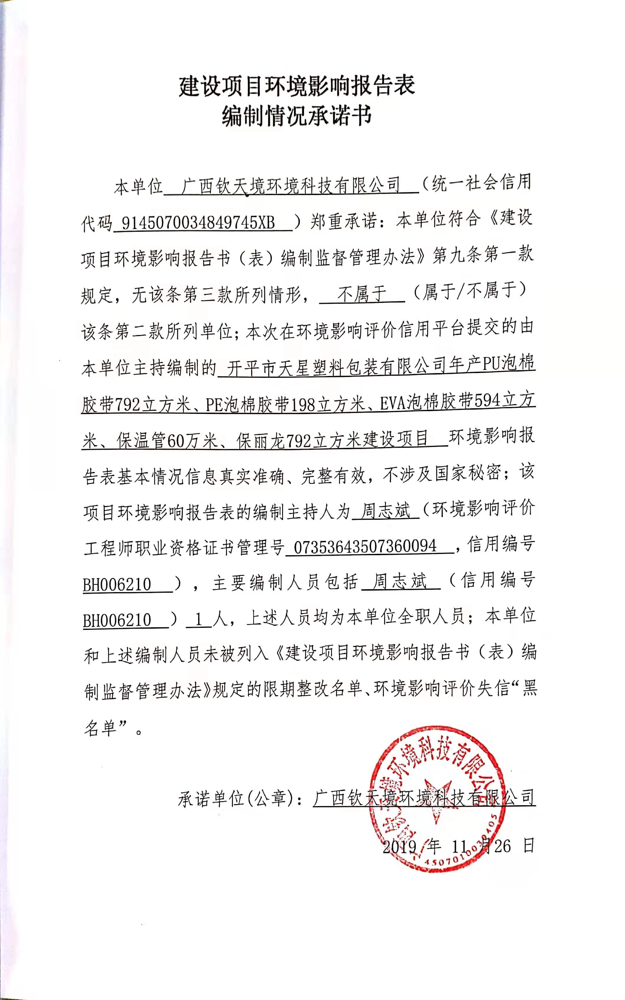 建设项目环境影响报告表
编制情况承诺书
本单位 广西钦天境环境科技有限公司 （统一社会信用
代码 91450700348497​45XB ）郑重承诺：本单位符合《建设
项目环境影响报告书（表）编制监督管理办法》第九条第一款
规定，无该条第三款所列情形， 不属于 （属于/不属于）
该条第二款所列单位；本次在环境影响评价信用平台提交的由
本单位主持编制的 开平市天星塑料包装有限公司年产PU泡棉
胶带792立方米、PE泡棉胶带198立方米、EVA泡棉胶带594立方
米、保温管60万米、保丽龙792立方米建设项目 环境影响报
告表基本情况信息真实准确、完整有效，不涉及国家秘密；该
项目环境影响报告表的编制主持人为 周志斌（环境影响评价
工程师职业资格证书管理号 07353643507360094 ，信用编号
BH006210 ），主要编制人员包括 周志斌 （信用编号
BH006210 ） 1 人，上述人员均为本单位全职人员；本单位
和上述编制人员未被列入《建设项目环境影响报告书（表）编
制监督管理办法》规定的限期整改名单、环境影响评价失信“黑
名单”。
承诺单位(公章)：广西钦天境环境科技有限公司
2019 年 11 月26 日
广西钦天境环境科技有限公司
4507010039405